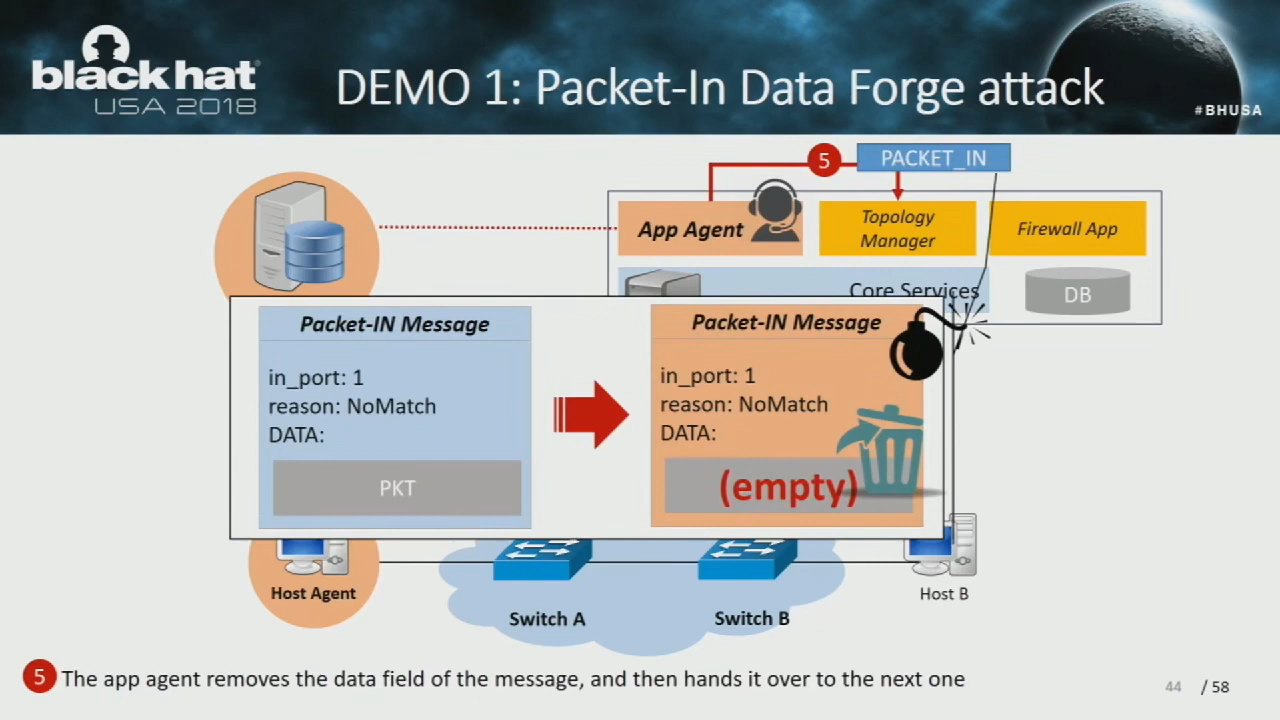 black hat
USA 2018
DEMO 1: Packet-In Data Forge attack
#BHUSA
5
PACKET_IN
App Agent
Topology
Manager
Firewall App
Core Services
DB
Packet-IN Message
in_port: 1
reason: NoMatch
DATA:
PKT
Packet-IN Message
in_port: 1
reason: NoMatch
DATA:
(empty)
Host Agent
Switch A
Switch B
Host B
5 The app agent removes the data field of the message, and then hands it over to the next one
44 / 58